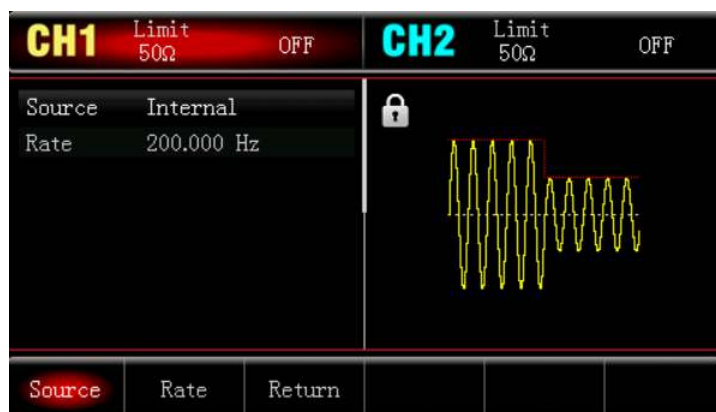 CH1 Limit 50Ω OFF CH2 Limit 50Ω OFF
Source Internal
Rate 200.000 Hz
Source Rate Return